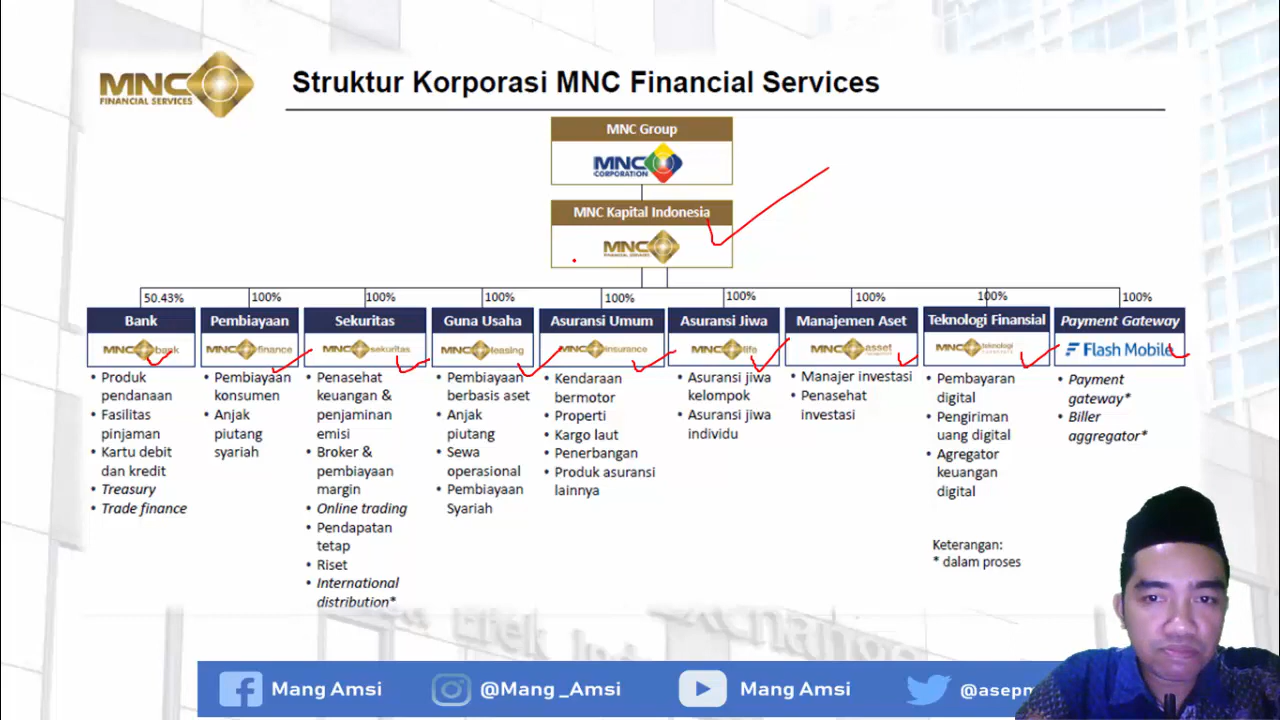 MNC
FINANCIAL SERVICES
Struktur Korporasi MNC Financial Services
MNC Group
MNC
CORPORATION
MNC Kapital Indonesia
MNC
FINANCIAL SERVICES
50.43%
100%
100%
100%
100%
100%
100%
100%
100%
Bank
MNC bank
• Produk
pendanaan
• Fasilitas
pinjaman
• Kartu debit
dan kredit
• Treasury
• Trade finance
Pembiayaan
MNC finance
• Pembiayaan
konsumen
• Anjak
piutang
syariah
Sekuritas
MNC sekuritas
• Penasehat
keuangan &
penjaminan
emisi
• Broker &
pembiayaan
margin
• Online trading
• Pendapatan
tetap
• Riset
• International
distribution*
Guna Usaha
MNC leasing
• Pembiayaan
berbasis aset
• Anjak
piutang
• Sewa
operasional
• Pembiayaan
Syariah
Asuransi Umum
MNC insurance
• Kendaraan
bermotor
• Properti
• Kargo laut
• Penerbangan
• Produk asuransi
lainnya
Asuransi Jiwa
MNC life
• Asuransi jiwa
kelompok
• Asuransi jiwa
individu
Manajemen Aset
MNC asset
• Manajer investasi
• Penasehat
investasi
Teknologi Finansial
MNC teknologi
• Pembayaran
digital
• Pengiriman
uang digital
• Agregator
keuangan
digital
Payment Gateway
Flash Mobile
• Payment
gateway*
• Biller
aggregator*
Keterangan:
* dalam proses
Mang Amsi
@Mang_Amsi
Mang Amsi